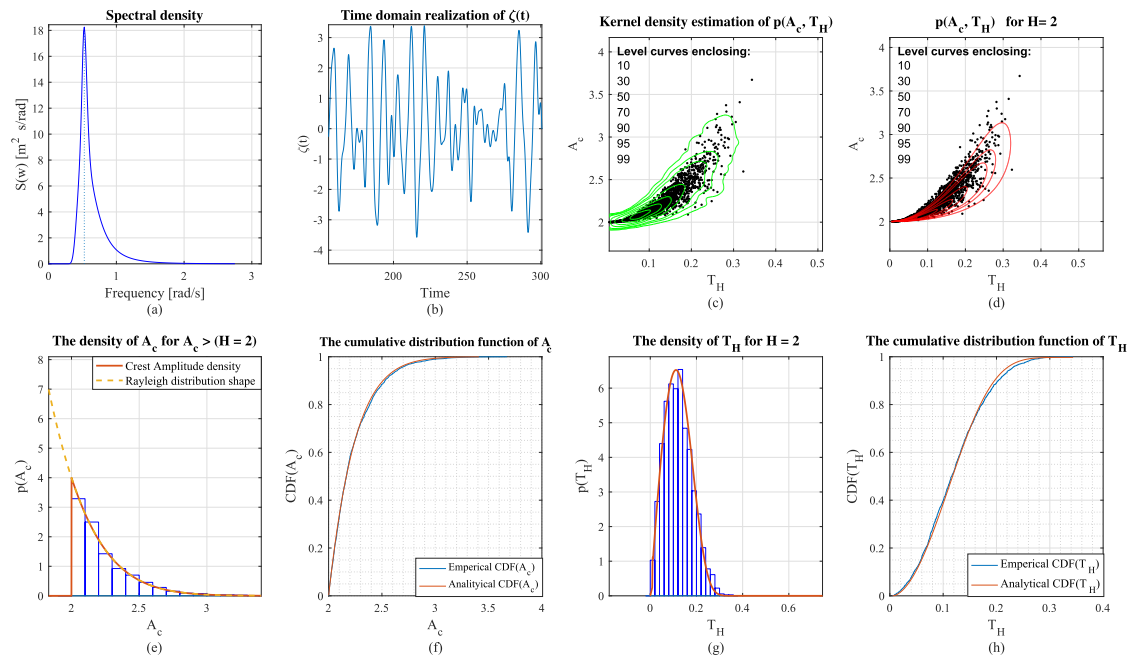 Spectral density
S(w) [m² s/rad]
18
16
14
12
10
8
6
4
2
0
0 1 2 3
Frequency [rad/s]
(a)
Time domain realization of ζ(t)
ζ(t)
3
2
1
0
-1
-2
-3
-4
200 250 300
Time
(b)
Kernel density estimation of p(A_c, T_H)
Level curves enclosing:
10
30
50
70
90
95
99
A_c
4
3.5
3
2.5
2
0.1 0.2 0.3 0.4 0.5
T_H
(c)
p(A_c, T_H) for H= 2
Level curves enclosing:
10
30
50
70
90
95
99
A_c
4
3.5
3
2.5
2
0 0.1 0.2 0.3 0.4 0.5
T_H
(d)
The density of A_c for A_c > (H = 2)
Crest Amplitude density
Rayleigh distribution shape
p(A_c)
8
7
6
5
4
3
2
1
0
2 2.5 3
A_c
(e)
The cumulative distribution function of A_c
CDF(A_c)
1
0.8
0.6
0.4
0.2
0
Emperical CDF(A_c)
Analitytical CDF(A_c)
2 2.5 3 3.5 4
A_c
(f)
The density of T_H for H = 2
p(T_H)
6
5
4
3
2
1
0
0 0.2 0.4 0.6
T_H
(g)
The cumulative distribution function of T_H
CDF(T_H)
1
0.8
0.6
0.4
0.2
0
Emperical CDF(T_H)
Analytical CDF(T_H)
0 0.1 0.2 0.3 0.4
T_H
(h)